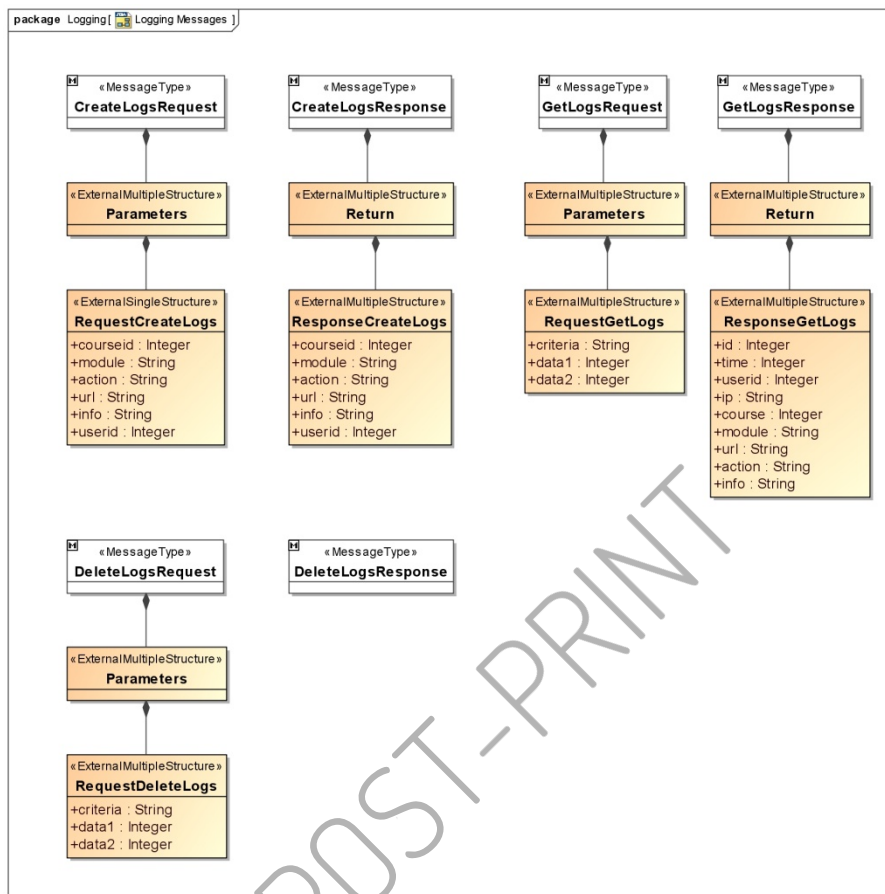 package Logging [ Logging Messages ]
«MessageType»
CreateLogsRequest
«ExternalMultipleStructure»
Parameters
«ExternalSingleStructure»
RequestCreateLogs
+courseid : Integer
+module : String
+action : String
+url : String
+info : String
+userid : Integer
«MessageType»
CreateLogsResponse
«ExternalMultipleStructure»
Return
«ExternalMultipleStructure»
ResponseCreateLogs
+courseid : Integer
+module : String
+action : String
+url : String
+info : String
+userid : Integer
«MessageType»
GetLogsRequest
«ExternalMultipleStructure»
Parameters
«ExternalMultipleStructure»
RequestGetLogs
+criteria : String
+data1 : Integer
+data2 : Integer
«MessageType»
GetLogsResponse
«ExternalMultipleStructure»
Return
«ExternalMultipleStructure»
ResponseGetLogs
+id : Integer
+time : Integer
+userid : Integer
+ip : String
+course : Integer
+module : String
+url : String
+action : String
+info : String
«MessageType»
DeleteLogsRequest
«ExternalMultipleStructure»
Parameters
«ExternalMultipleStructure»
RequestDeleteLogs
+criteria : String
+data1 : Integer
+data2 : Integer
«MessageType»
DeleteLogsResponse
POST-PRINT